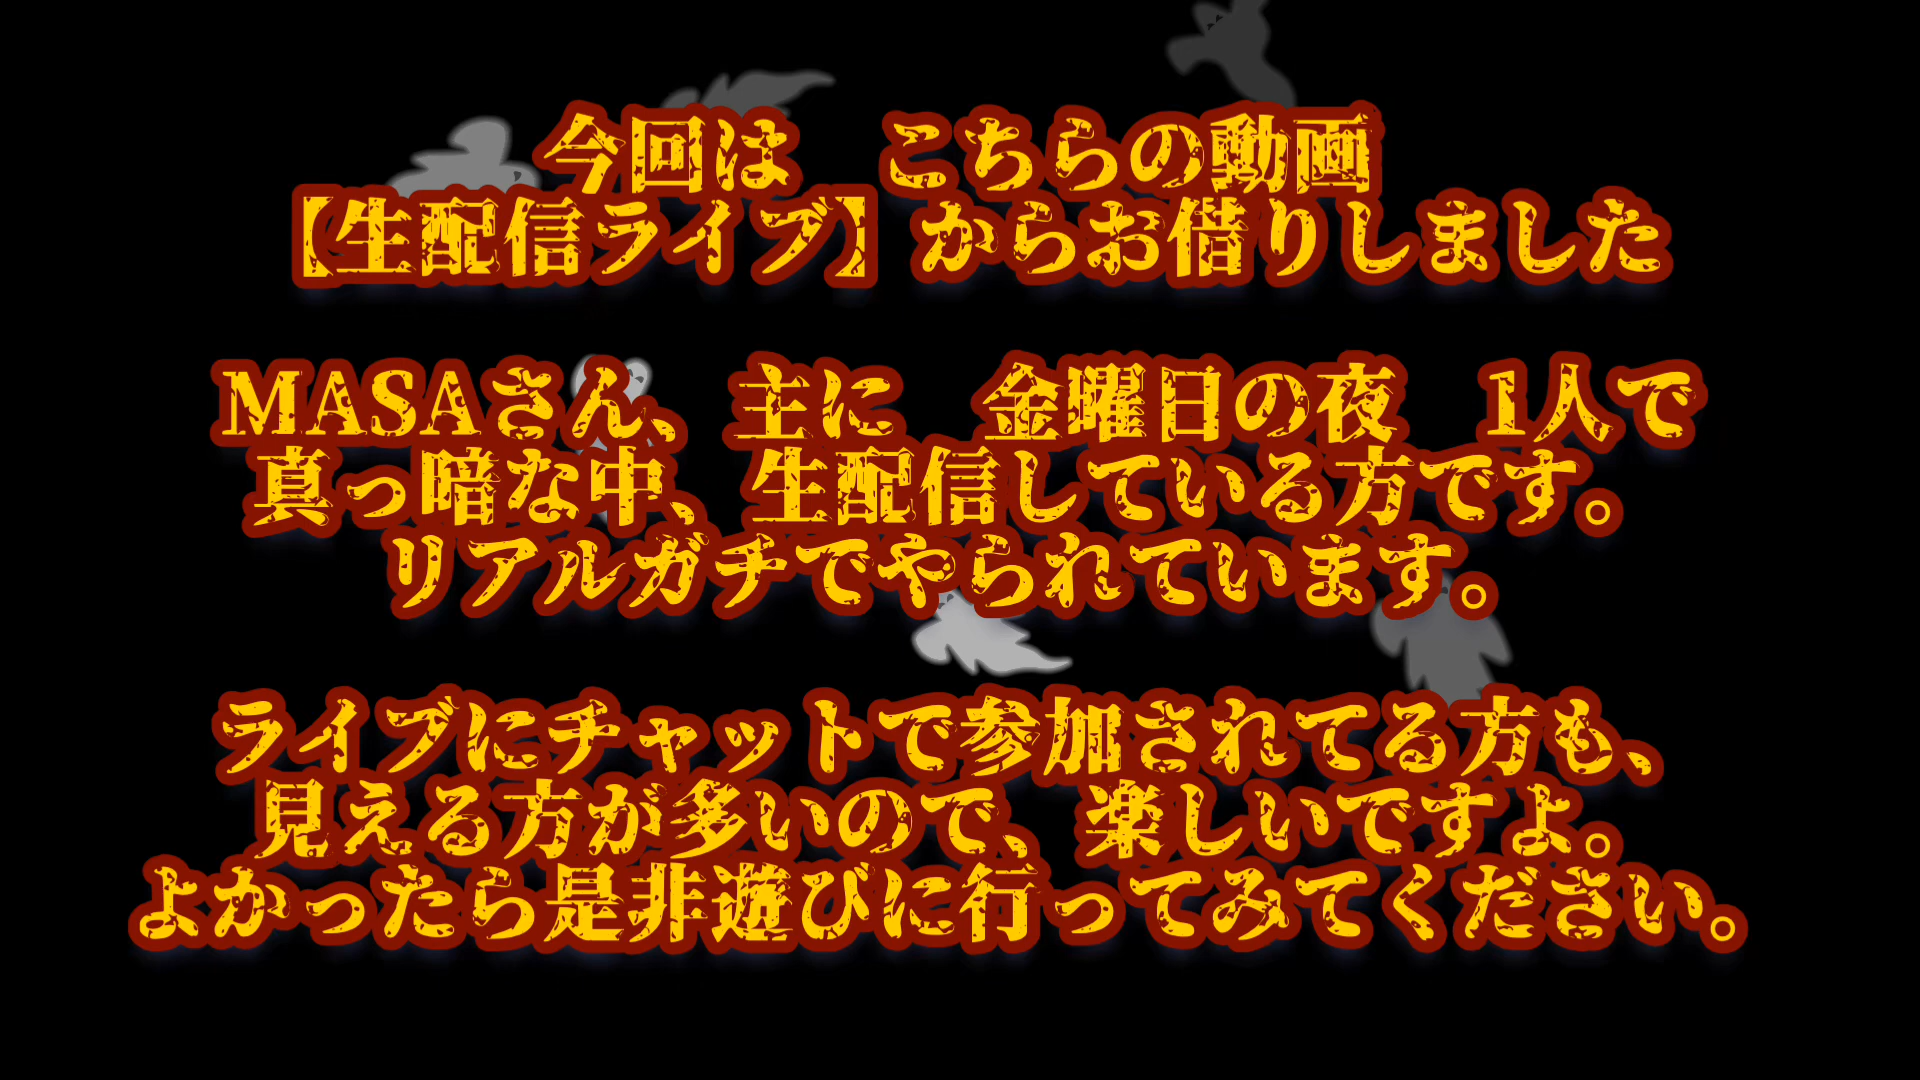 今回は　こちらの動画
【生配信ライブ】からお借りしました
MASAさん、主に　金曜日の夜　1人で
真っ暗な中、生配信している方です。
リアルガチでやられています。
ライブにチャットで参加されてる方も、
見える方が多いので、楽しいですよ。
よかったら是非遊びに行ってみてください。